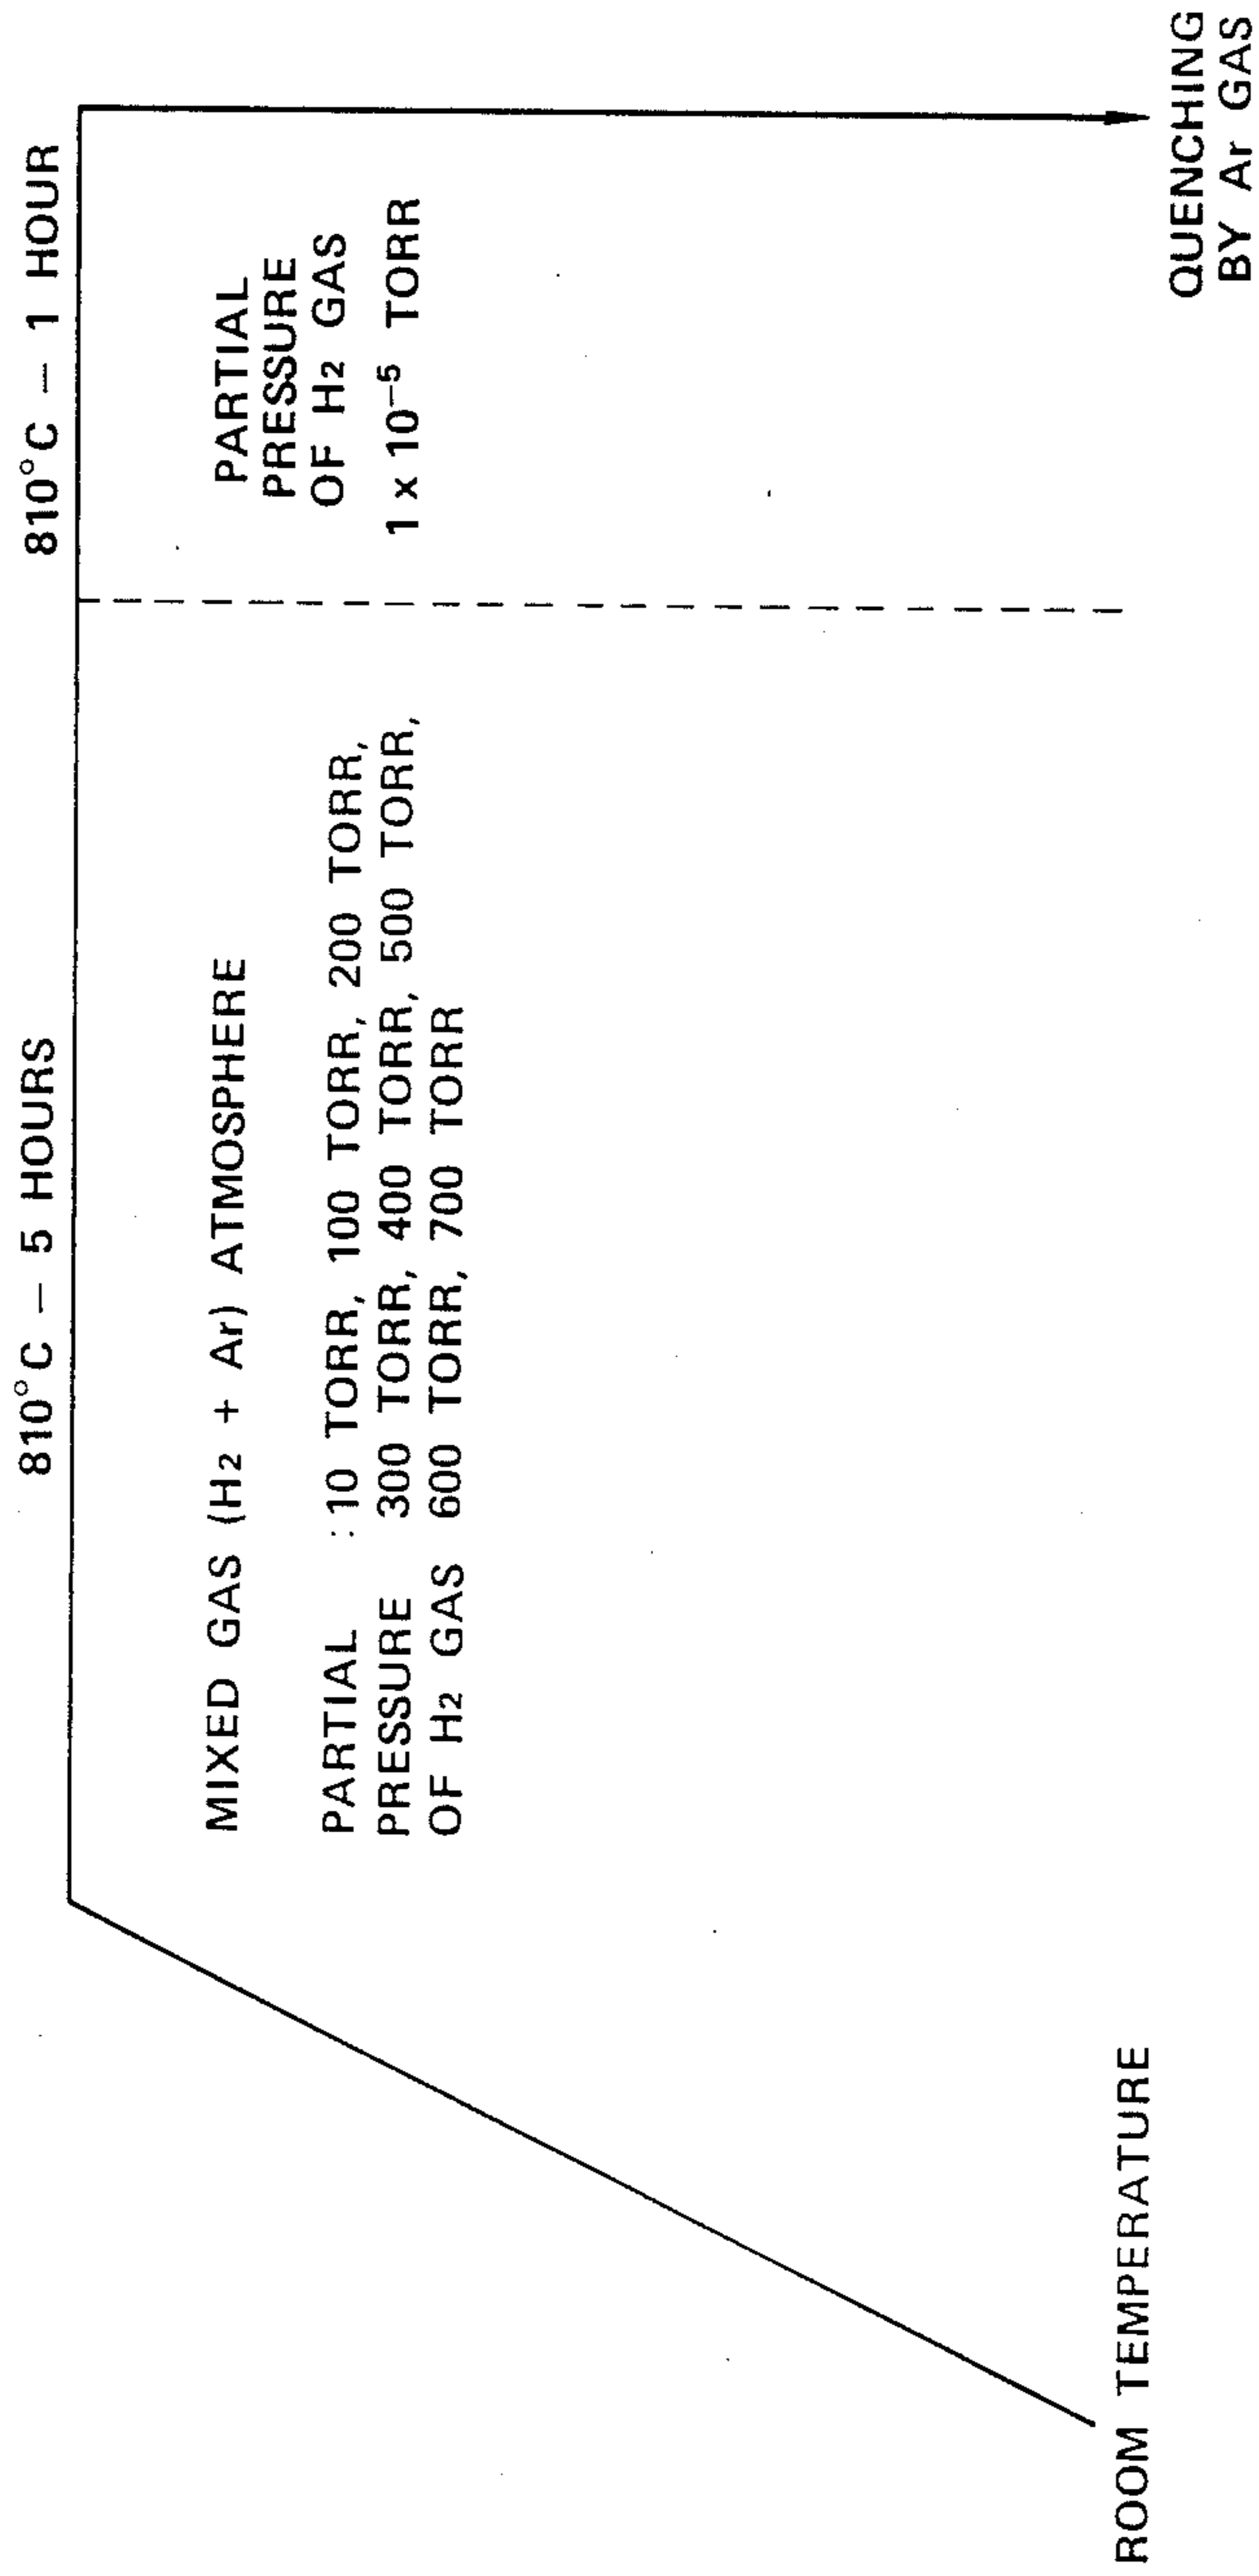 810°C – 5 HOURS
810°C – 1 HOUR
MIXED GAS (H2 + Ar) ATMOSPHERE
PARTIAL :10 TORR, 100 TORR, 200 TORR,
PRESSURE 300 TORR, 400 TORR, 500 TORR,
OF H2 GAS 600 TORR, 700 TORR
PARTIAL
PRESSURE
OF H2 GAS
1 x 10⁻⁵ TORR
ROOM TEMPERATURE
QUENCHING
BY Ar GAS